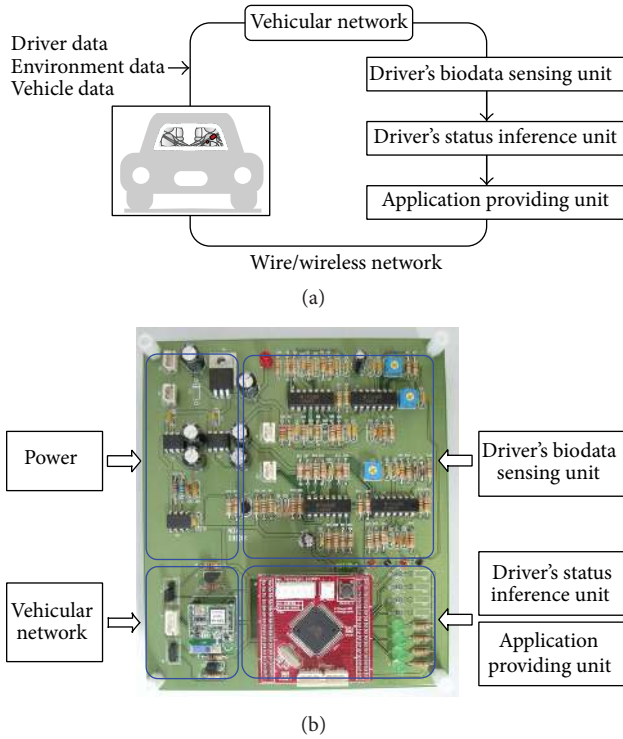 Vehicular network
Driver data
Environment data
Vehicle data
Driver's biodata sensing unit
Driver's status inference unit
Application providing unit
Wire/wireless network
(a)
Power
Vehicular
network
Driver's biodata
sensing unit
Driver's status
inference unit
Application
providing unit
(b)